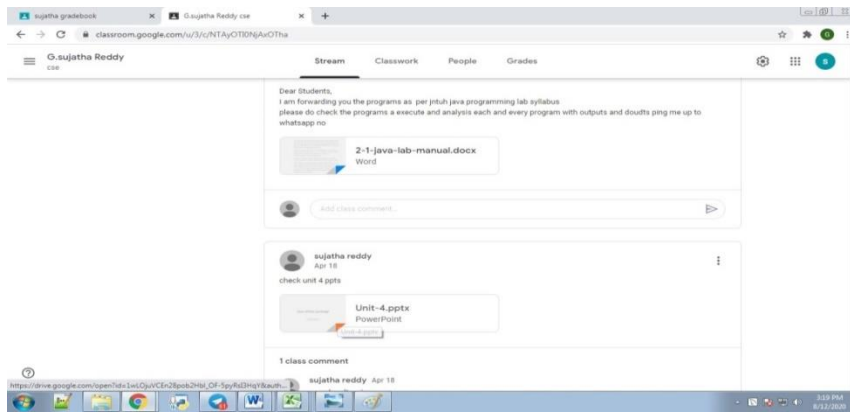 sujatha gradebook
G.sujatha Reddy cse
classroom.google.com/u/3/c/NTAyOTI0NjAxOTha
G.sujatha Reddy
cse
Stream Classwork People Grades
S
Dear Students,
I am forwarding you the programs as per jntuh java programming lab syllabus
please do check the programs a execute and analysis each and every program with outputs and doudts ping me up to
whatsapp no
2-1-java-lab-manual.docx
Word
Add class comment...
sujatha reddy
Apr 18
check unit 4 ppts
Unit-4.pptx
PowerPoint
Unit-4.pptx
1 class comment
sujatha reddy Apr 18
3:19 PM
8/12/2020